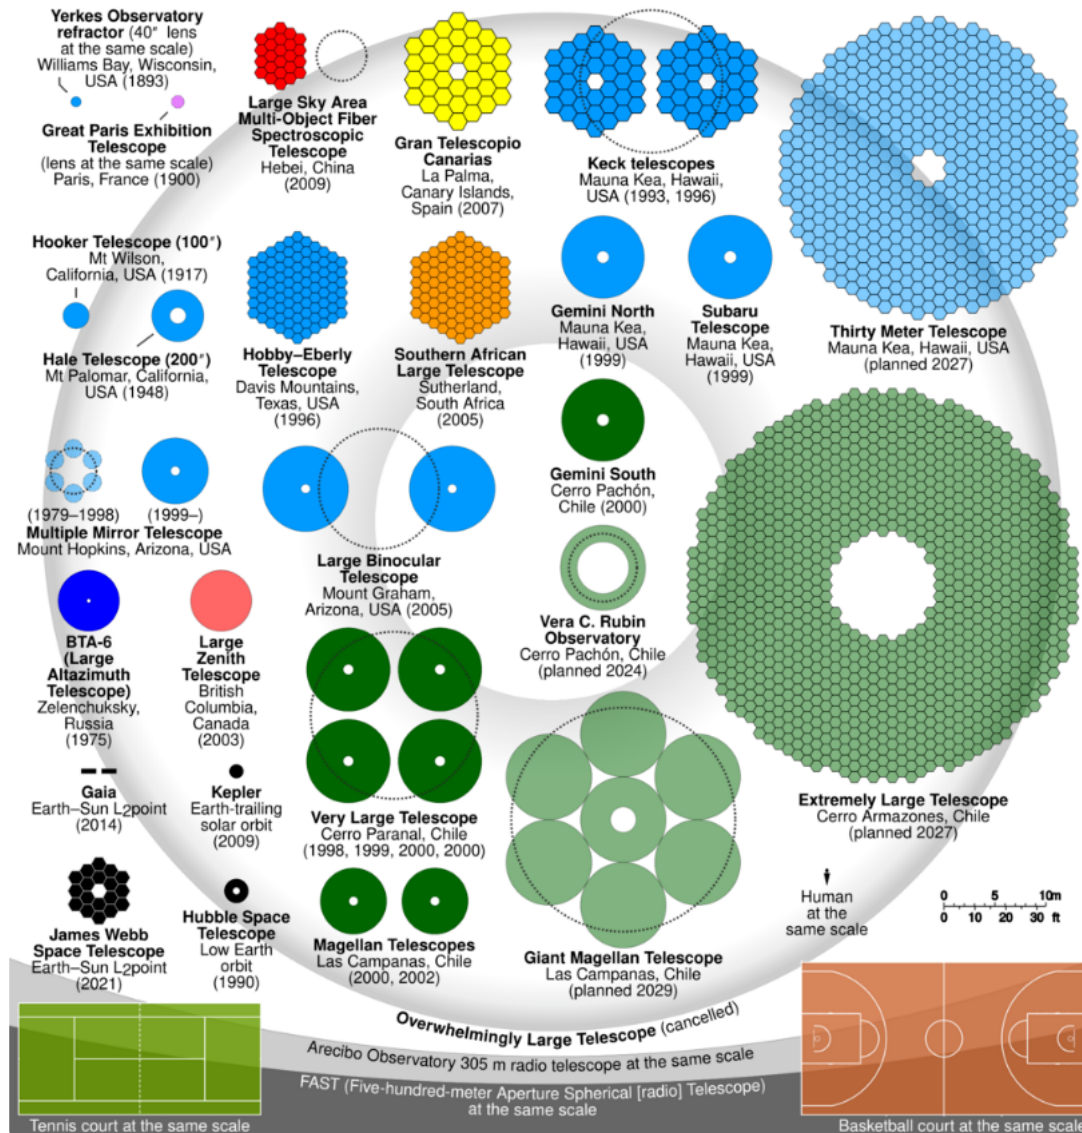 Yerkes Observatory
refractor (40″ lens
at the same scale)
Williams Bay, Wisconsin,
USA (1893)
Great Paris Exhibition
Telescope
(lens at the same scale)
Paris, France (1900)
Large Sky Area
Multi-Object Fiber
Spectroscopic
Telescope
Hebei, China
(2009)
Gran Telescopio
Canarias
La Palma,
Canary Islands,
Spain (2007)
Keck telescopes
Mauna Kea, Hawaii,
USA (1993, 1996)
Thirty Meter Telescope
Mauna Kea, Hawaii, USA
(planned 2027)
Hooker Telescope (100″)
Mt Wilson,
California, USA (1917)
Hale Telescope (200″)
Mt Palomar, California,
USA (1948)
Hobby–Eberly
Telescope
Davis Mountains,
Texas, USA
(1996)
Southern African
Large Telescope
Sutherland,
South Africa
(2005)
Gemini North
Mauna Kea,
Hawaii, USA
(1999)
Subaru
Telescope
Mauna Kea,
Hawaii, USA
(1999)
Gemini South
Cerro Pachón,
Chile (2000)
(1979–1998) (1999–)
Multiple Mirror Telescope
Mount Hopkins, Arizona, USA
Large Binocular
Telescope
Mount Graham,
Arizona, USA (2005)
Vera C. Rubin
Observatory
Cerro Pachón, Chile
(planned 2024)
BTA-6
(Large
Altazimuth
Telescope)
Zelenchuksky,
Russia
(1975)
Large
Zenith
Telescope
British
Columbia,
Canada
(2003)
Gaia
Earth–Sun L2point
(2014)
Kepler
Earth-trailing
solar orbit
(2009)
Very Large Telescope
Cerro Paranal, Chile
(1998, 1999, 2000, 2000)
Extremely Large Telescope
Cerro Armazones, Chile
(planned 2027)
James Webb
Space Telescope
Earth–Sun L2point
(2021)
Hubble Space
Telescope
Low Earth
orbit
(1990)
Magellan Telescopes
Las Campanas, Chile
(2000, 2002)
Giant Magellan Telescope
Las Campanas, Chile
(planned 2029)
Human
at the
same scale
0 5 10m
0 10 20 30 ft
Overwhelmingly Large Telescope (cancelled)
Arecibo Observatory 305 m radio telescope at the same scale
FAST (Five-hundred-meter Aperture Spherical [radio] Telescope)
at the same scale
Tennis court at the same scale
Basketball court at the same scale